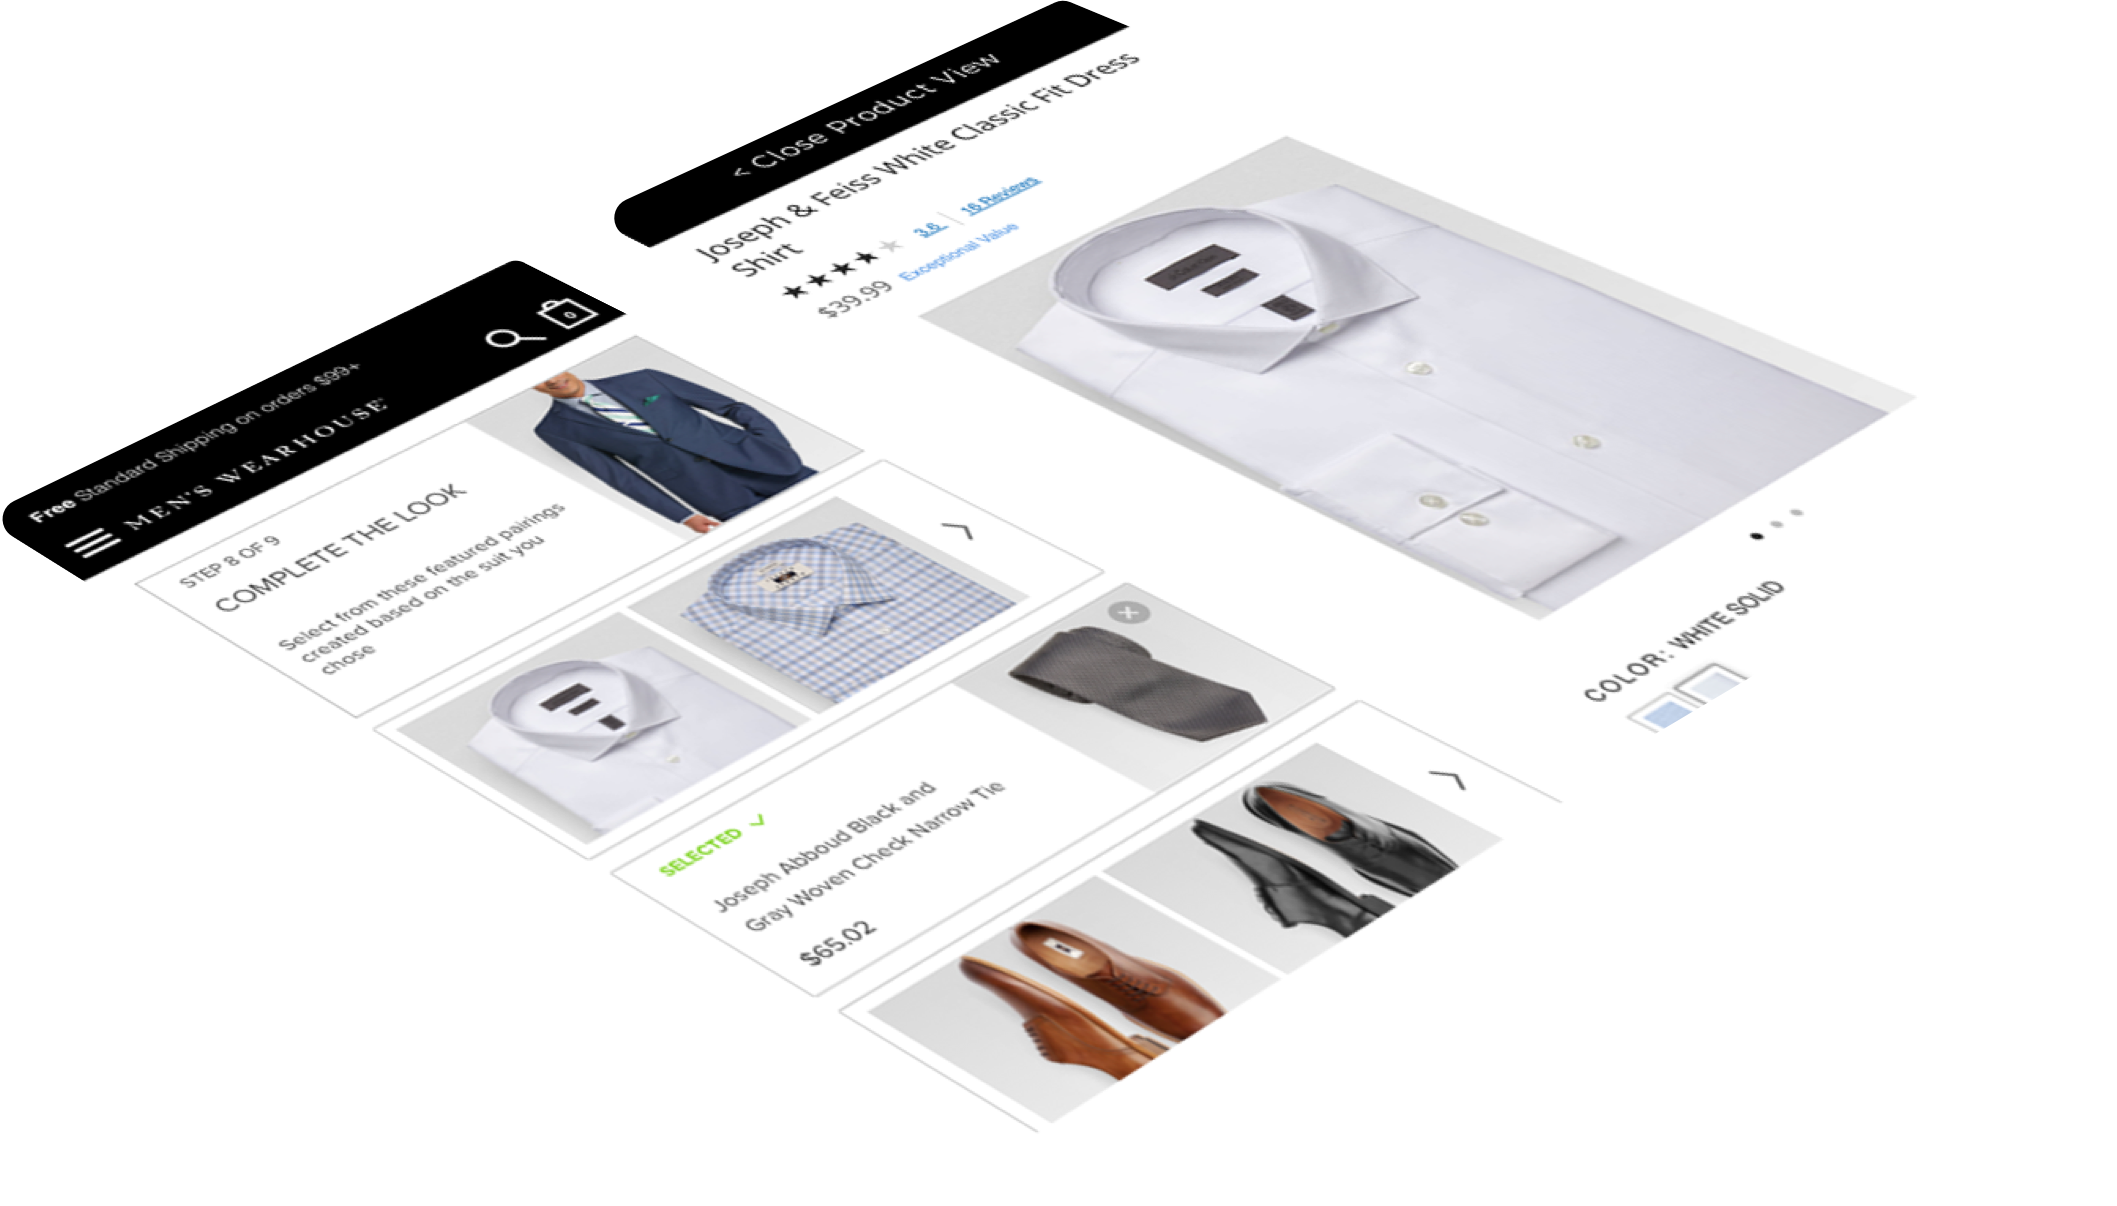 Free Standard Shipping on orders $99+
MEN'S WEARHOUSE
0
STEP 8 OF 9
COMPLETE THE LOOK
Select from these featured pairings
created based on the suit you
chose
SELECTED
Joseph Abboud Black and
Gray Woven Check Narrow Tie
$65.02
< Close Product View
Joseph & Feiss White Classic Fit Dress
Shirt
3.6 | 16 Reviews
$39.99 Exceptional Value
COLOR: WHITE SOLID